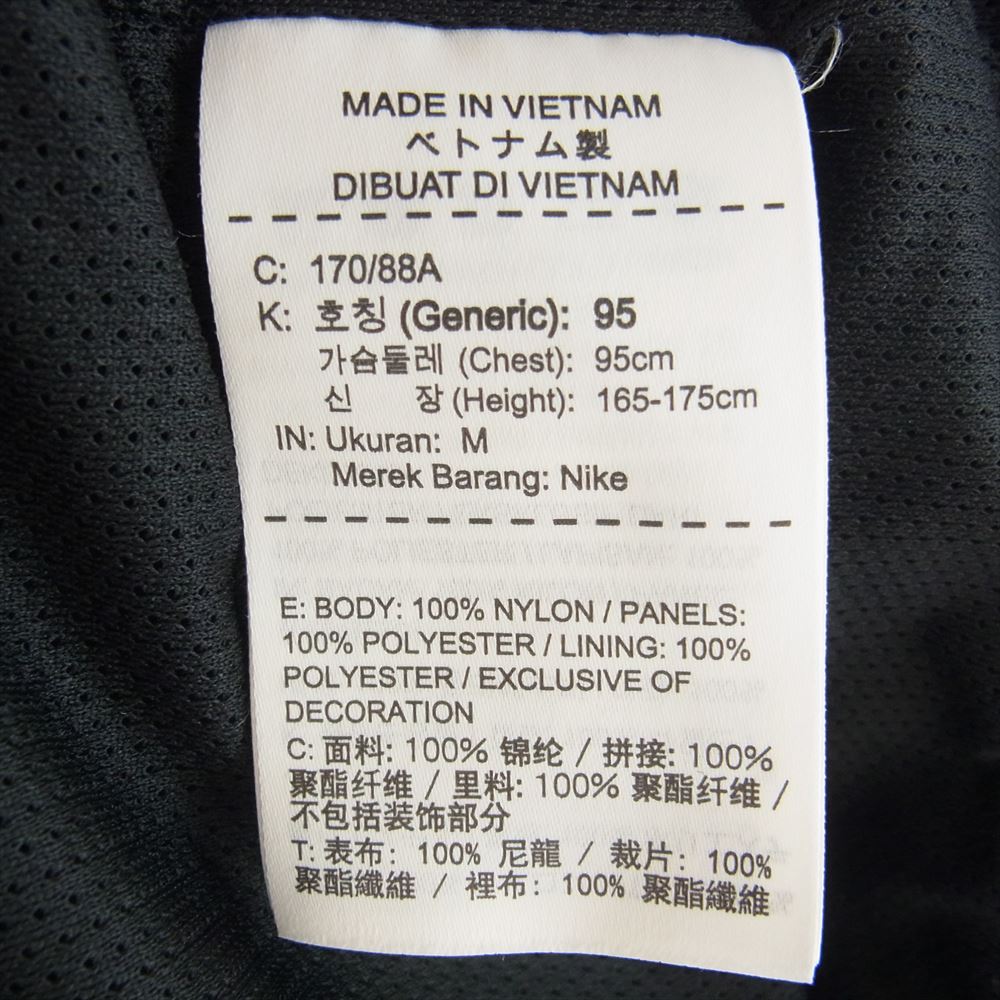 MADE IN VIETNAM
ベトナム製
DIBUAT DI VIETNAM
C: 170/88A
K: 호칭 (Generic): 95
가슴둘레 (Chest): 95cm
신 장 (Height): 165-175cm
IN: Ukuran: M
Merek Barang: Nike
E: BODY: 100% NYLON / PANELS:
100% POLYESTER / LINING: 100%
POLYESTER / EXCLUSIVE OF
DECORATION
C: 面料: 100% 锦纶 / 拼接: 100%
聚酯纤维 / 里料: 100% 聚酯纤维 /
不包括装饰部分
T: 表布: 100% 尼龍 / 裁片: 100%
聚酯纖維 / 裡布: 100% 聚酯纖維